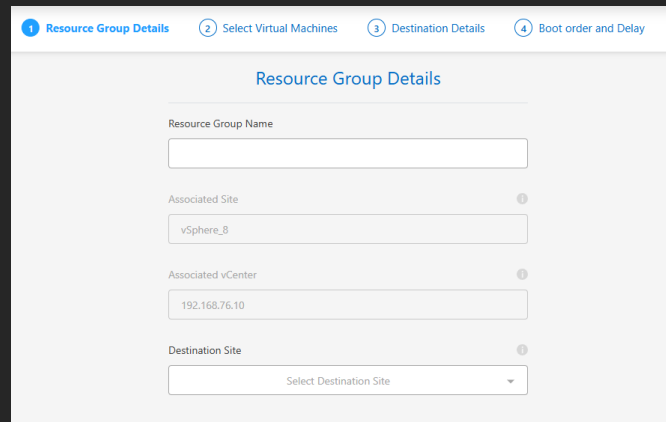 1 Resource Group Details 2 Select Virtual Machines 3 Destination Details 4 Boot order and Delay
Resource Group Details
Resource Group Name
Associated Site
vSphere_8
Associated vCenter
192.168.76.10
Destination Site
Select Destination Site